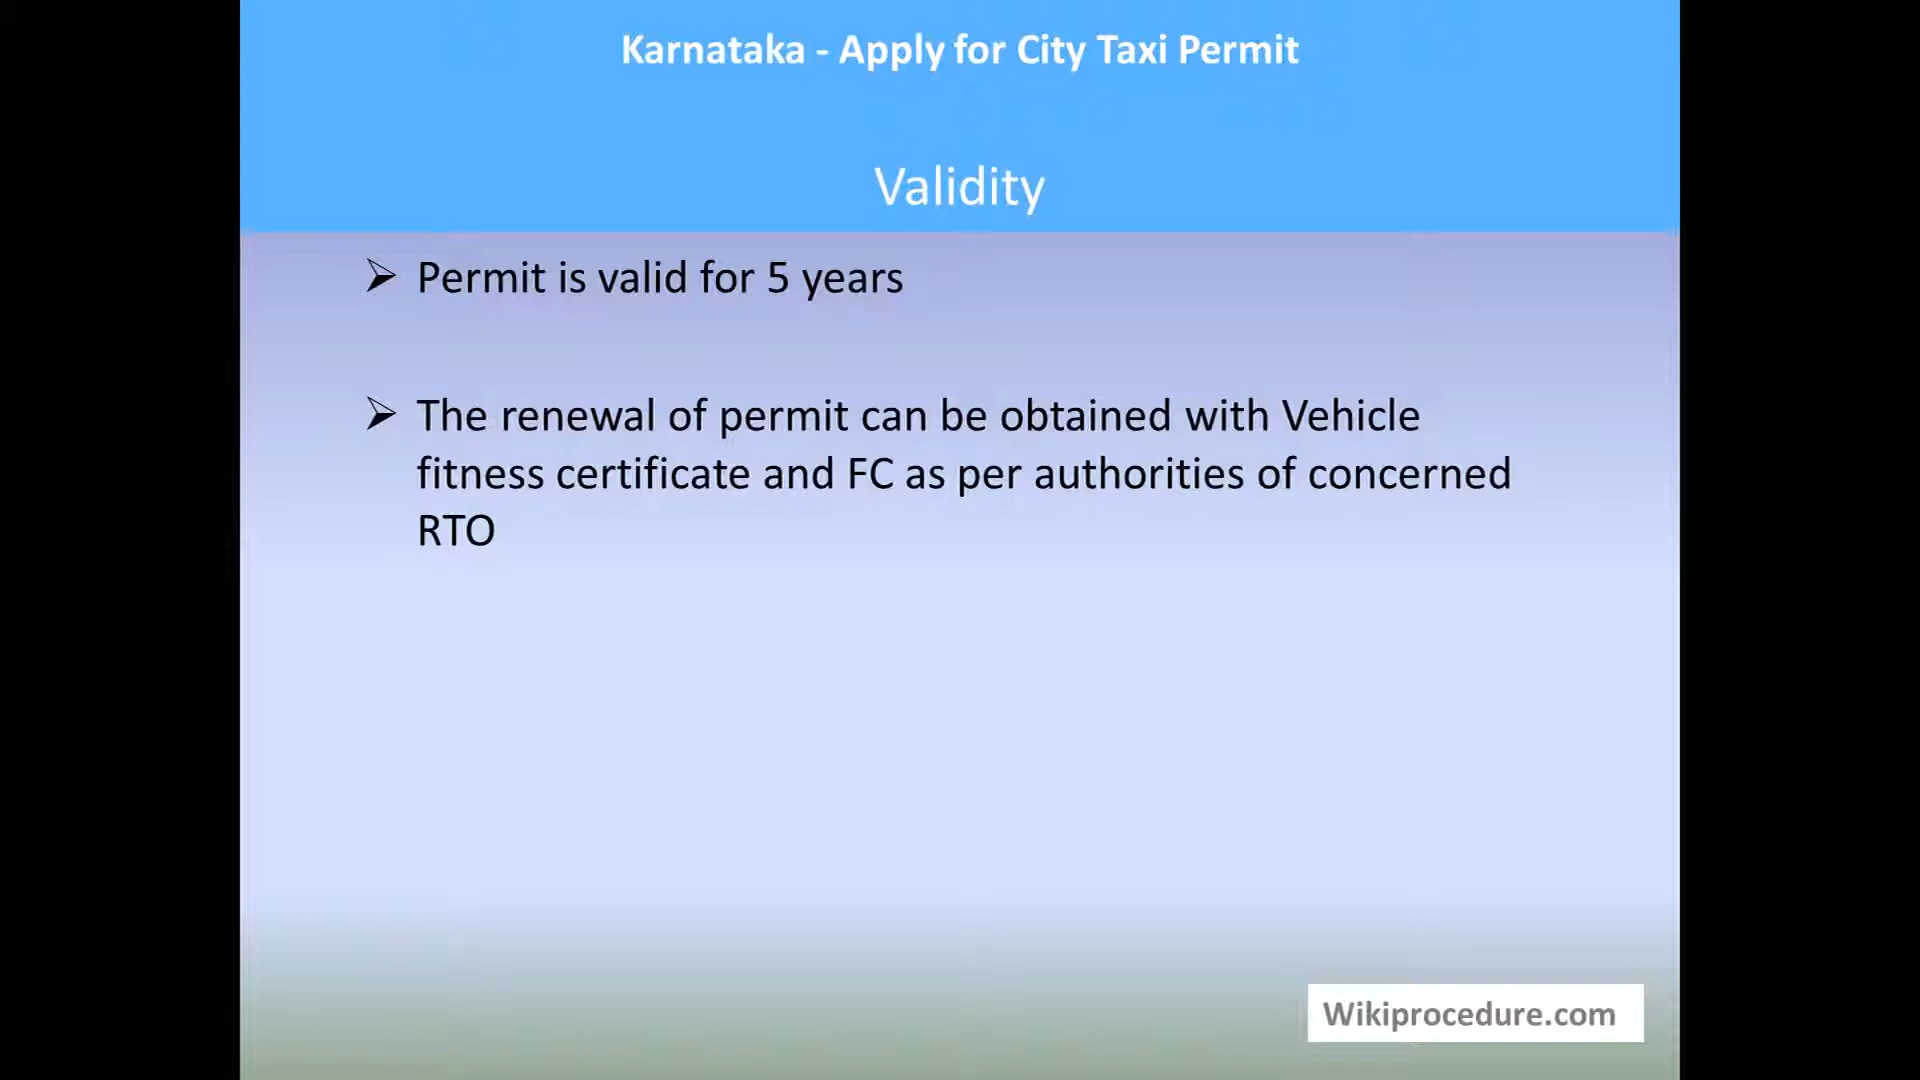 Karnataka - Apply for City Taxi Permit
Validity
➢ Permit is valid for 5 years
➢ The renewal of permit can be obtained with Vehicle
fitness certificate and FC as per authorities of concerned
RTO
Wikiprocedure.com